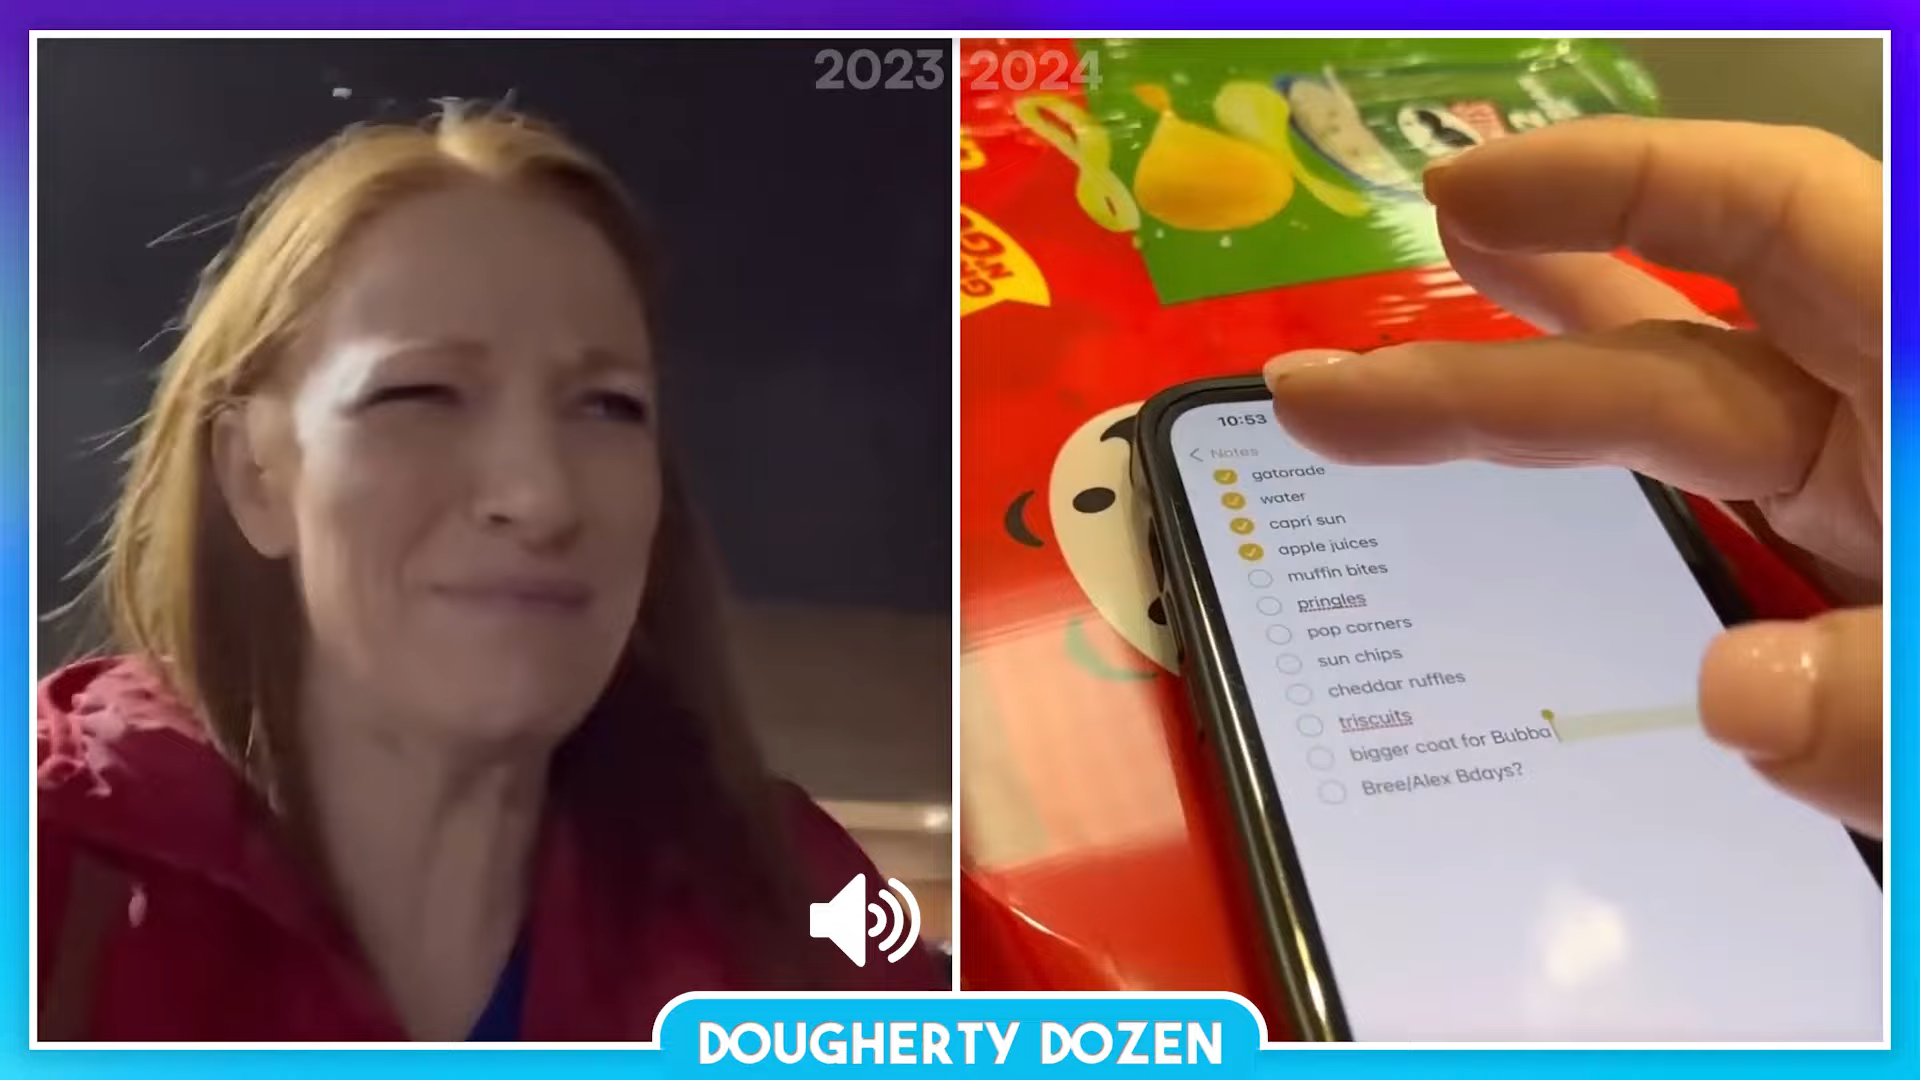 2023
2024
10:53
Notes
gatorade
water
capri sun
apple juices
muffin bites
pringles
pop corners
sun chips
cheddar ruffles
triscuits
bigger coat for Bubba
Bree/Alex Bdays?
DOUGHERTY DOZEN